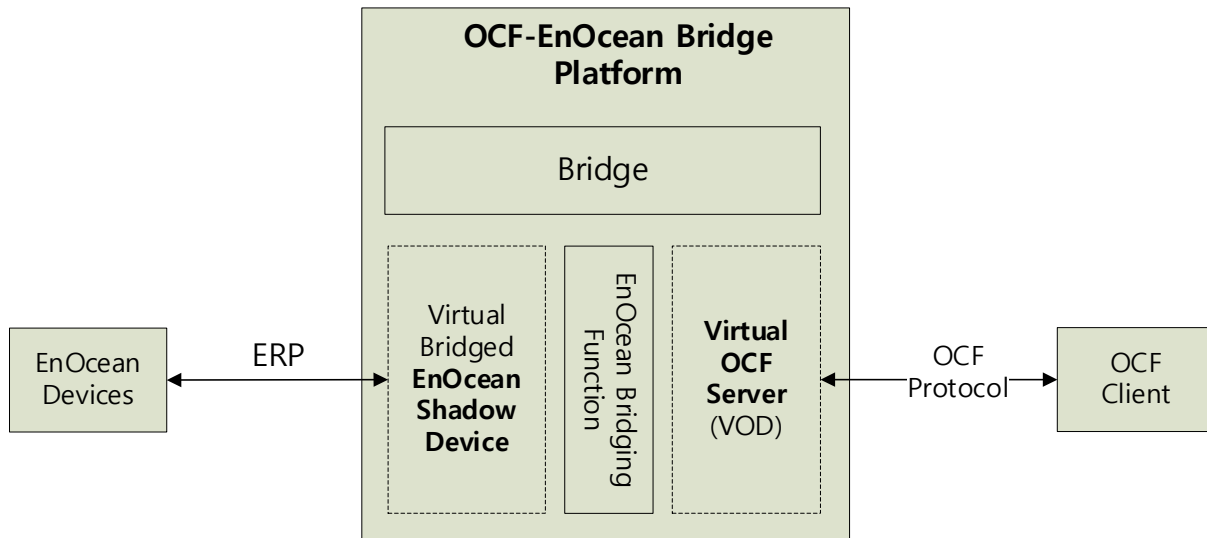 OCF-EnOcean Bridge
Platform
Bridge
EnOcean
Devices
ERP
Virtual
Bridged
EnOcean
Shadow
Device
EnOcean Bridging
Function
Virtual
OCF
Server
(VOD)
OCF
Protocol
OCF
Client